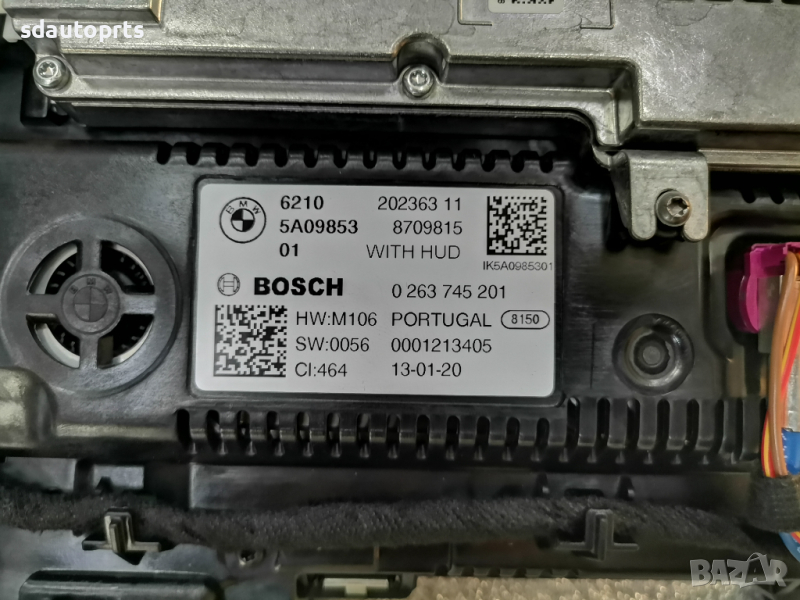 sdautoprts
BMW
6210 202363 11
5A09853 8709815
01 WITH HUD
IK5A0985301
BOSCH 0 263 745 201
HW:M106 PORTUGAL 8150
SW:0056 0001213405
CI:464 13-01-20
BAZAR